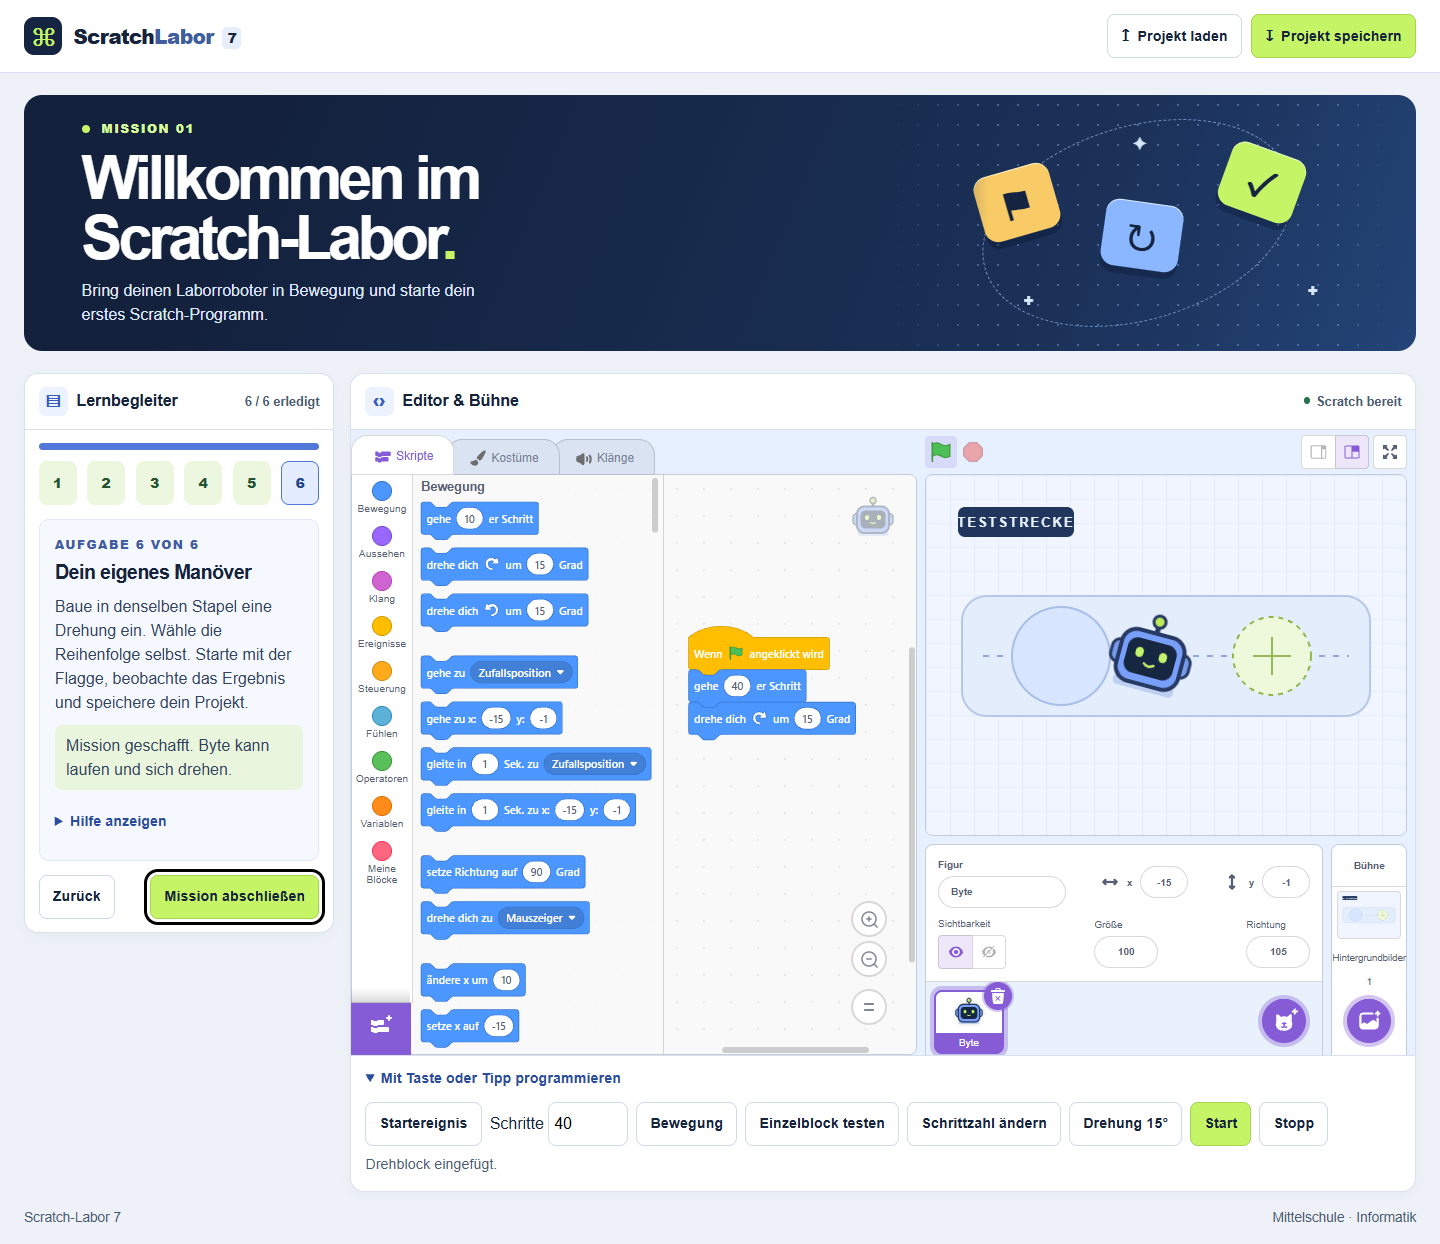 ScratchLabor 7
Projekt laden
Projekt speichern
MISSION 01
Willkommen im
Scratch-Labor.
Bring deinen Laborroboter in Bewegung und starte dein
erstes Scratch-Programm.
Lernbegleiter
6 / 6 erledigt
1 2 3 4 5 6
AUFGABE 6 VON 6
Dein eigenes Manöver
Baue in denselben Stapel eine
Drehung ein. Wähle die
Reihenfolge selbst. Starte mit der
Flagge, beobachte das Ergebnis
und speichere dein Projekt.
Mission geschafft. Byte kann
laufen und sich drehen.
Hilfe anzeigen
Zurück
Mission abschließen
Editor & Bühne
Scratch bereit
Skripte
Kostüme
Klänge
Bewegung
Aussehen
Klang
Ereignisse
Steuerung
Fühlen
Operatoren
Variablen
Meine
Blöcke
Bewegung
gehe 10 er Schritt
drehe dich um 15 Grad
drehe dich um 15 Grad
gehe zu Zufallsposition
gehe zu x: -15 y: -1
gleite in 1 Sek. zu Zufallsposition
gleite in 1 Sek. zu x: -15 y: -1
setze Richtung auf 90 Grad
drehe dich zu Mauszeiger
ändere x um 10
setze x auf -15
Wenn angeklickt wird
gehe 40 er Schritt
drehe dich um 15 Grad
TESTSTRECKE
Figur
Byte
x -15
y -1
Sichtbarkeit
Größe
100
Richtung
105
Byte
Bühne
Hintergrundbilder
1
Mit Taste oder Tipp programmieren
Startereignis
Schritte 40
Bewegung
Einzelblock testen
Schrittzahl ändern
Drehung 15°
Start
Stopp
Drehblock eingefügt.
Scratch-Labor 7
Mittelschule · Informatik